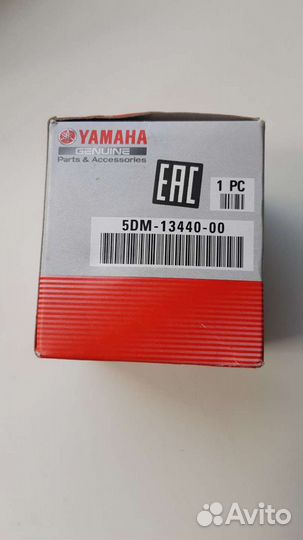 YAMAHA
GENUINE
Parts & Accessories
EAC
1 PC
5DM-13440-00
Avito